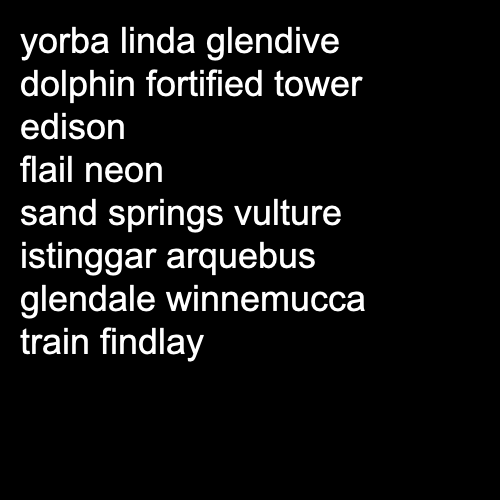 yorba linda glendive
dolphin fortified tower
edison
flail neon
sand springs vulture
istinggar arquebus
glendale winnemucca
train findlay